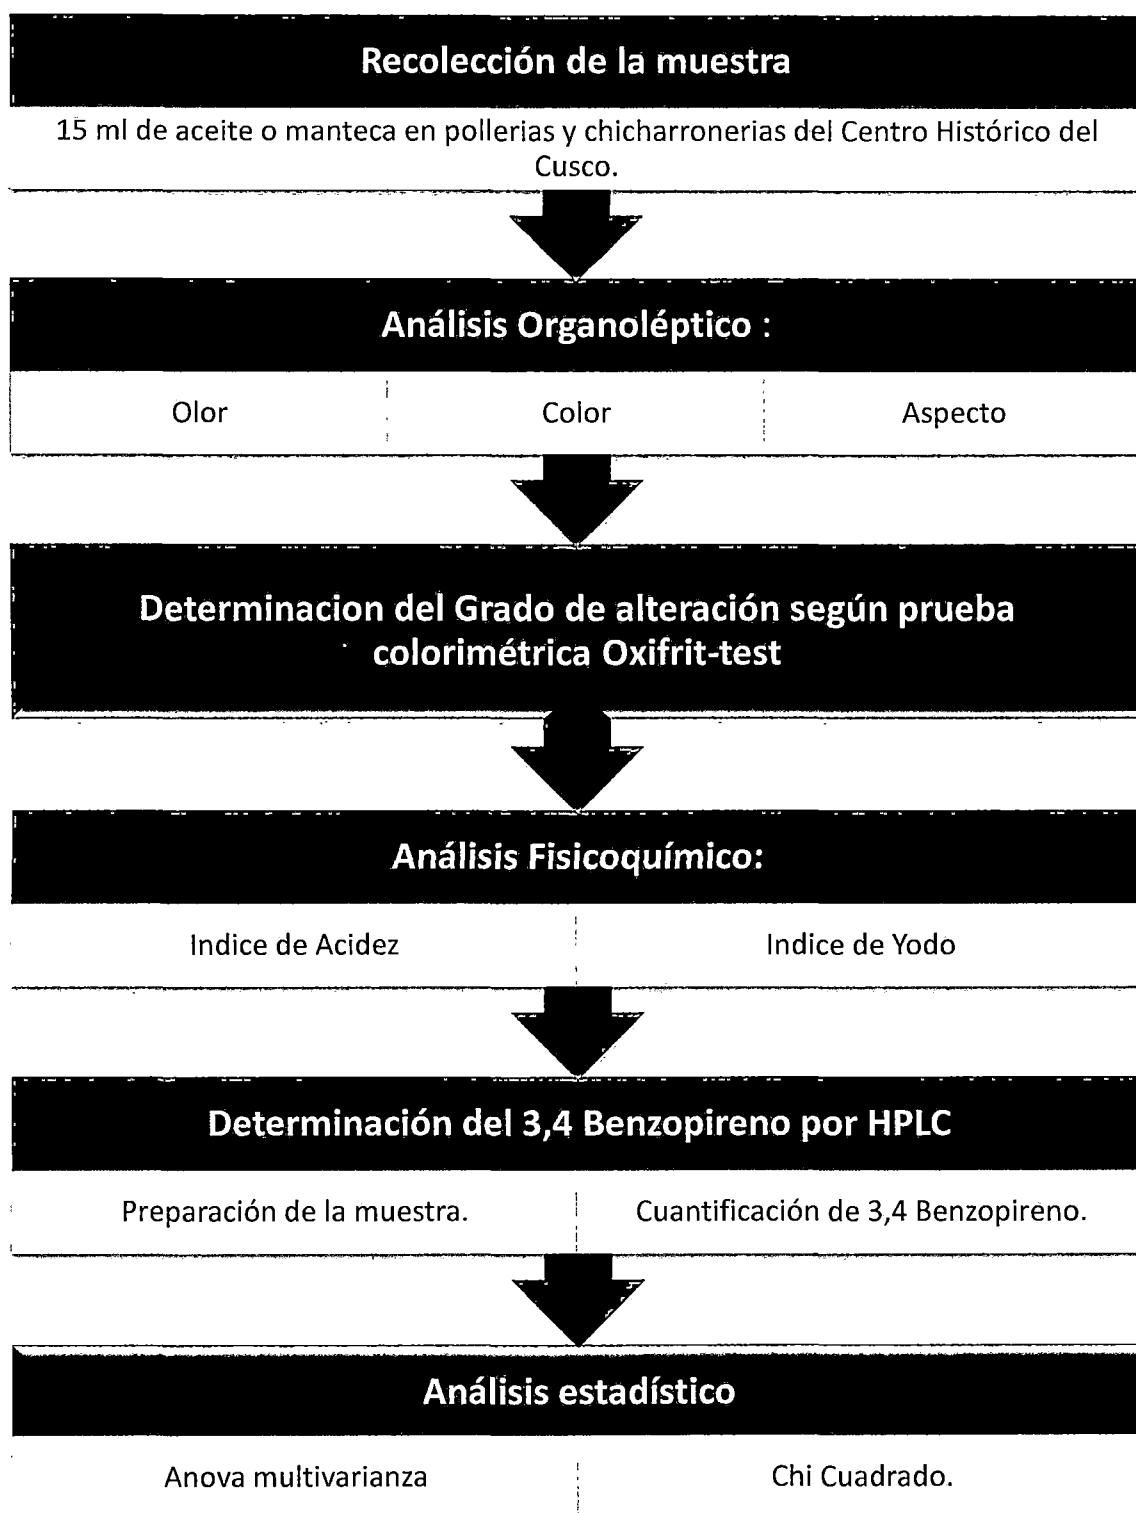 Recolección de la muestra
15 ml de aceite o manteca en pollerias y chicharronerias del Centro Histórico del
Cusco.
Análisis Organoléptico :
Olor
Color
Aspecto
Determinacion del Grado de alteración según prueba
colorimétrica Oxifrit-test
Análisis Fisicoquímico:
Indice de Acidez
Indice de Yodo
Determinación del 3,4 Benzopireno por HPLC
Preparación de la muestra.
Cuantificación de 3,4 Benzopireno.
Análisis estadístico
Anova multivarianza
Chi Cuadrado.